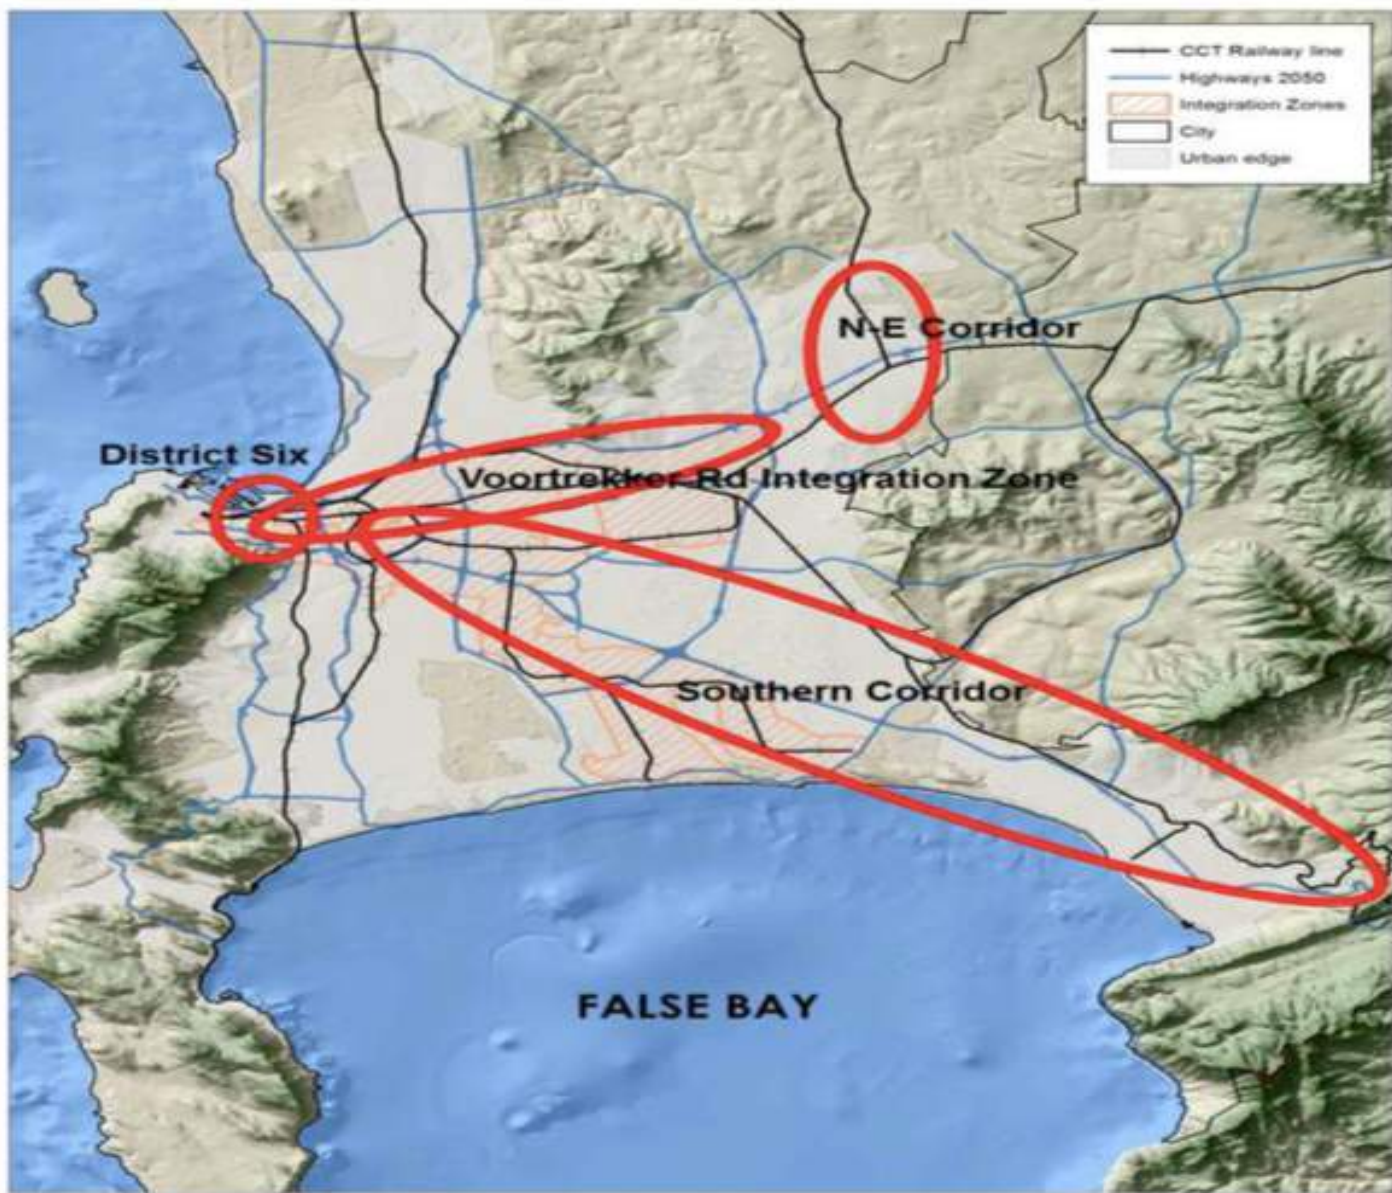 CCT Railway line
Highways 2050
Integration Zones
City
Urban edge
N-E Corridor
District Six
Voortrekker Rd Integration Zone
Southern Corridor
FALSE BAY